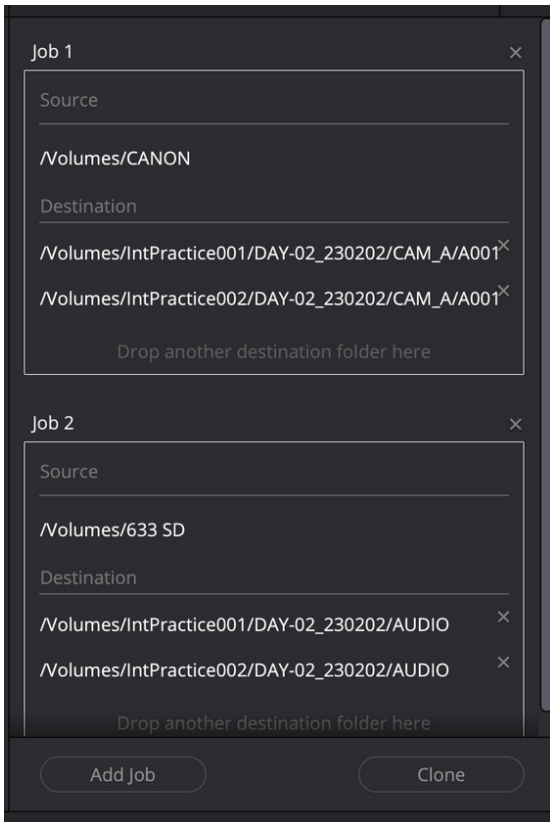 Job 1
Source
/Volumes/CANON
Destination
/Volumes/IntPractice001/DAY-02_230202/CAM_A/A001
/Volumes/IntPractice002/DAY-02_230202/CAM_A/A001
Drop another destination folder here
Job 2
Source
/Volumes/633 SD
Destination
/Volumes/IntPractice001/DAY-02_230202/AUDIO
/Volumes/IntPractice002/DAY-02_230202/AUDIO
Drop another destination folder here
Add Job
Clone